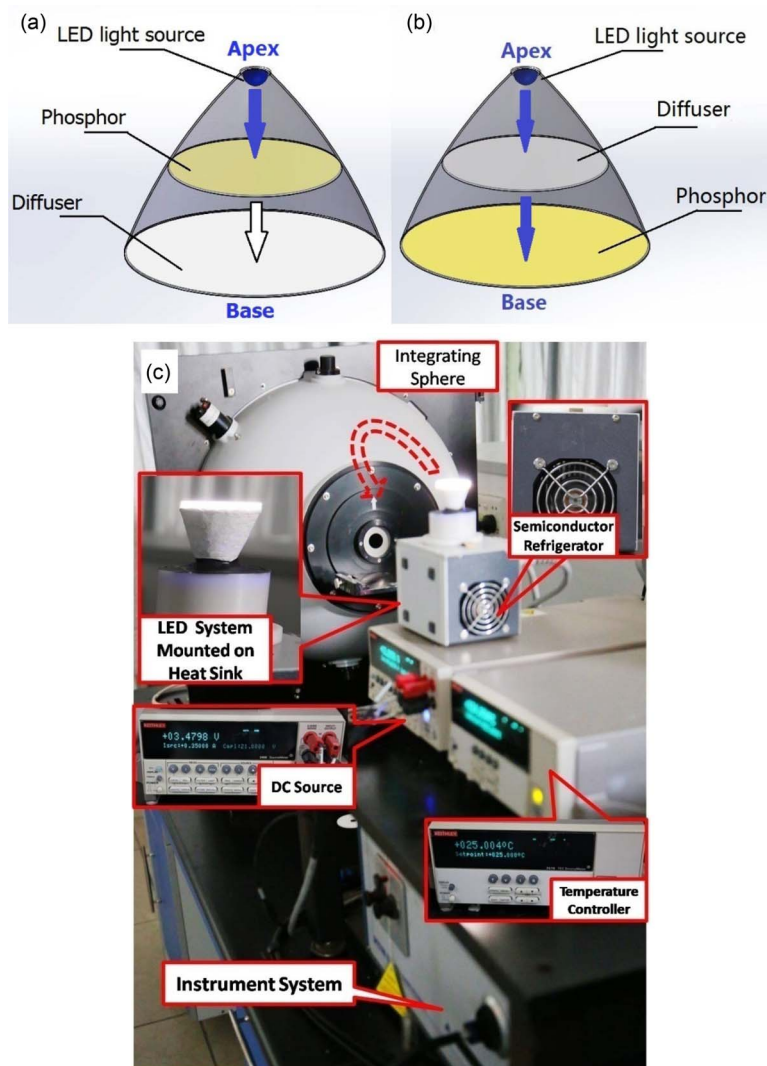 (a)
LED light source
Apex
Phosphor
Diffuser
Base
(b)
Apex
LED light source
Diffuser
Phosphor
Base
(c)
Integrating
Sphere
Semiconductor
Refrigerator
LED System
Mounted on
Heat Sink
+03.4798 V
DC Source
+025.004°C
Temperature
Controller
Instrument System